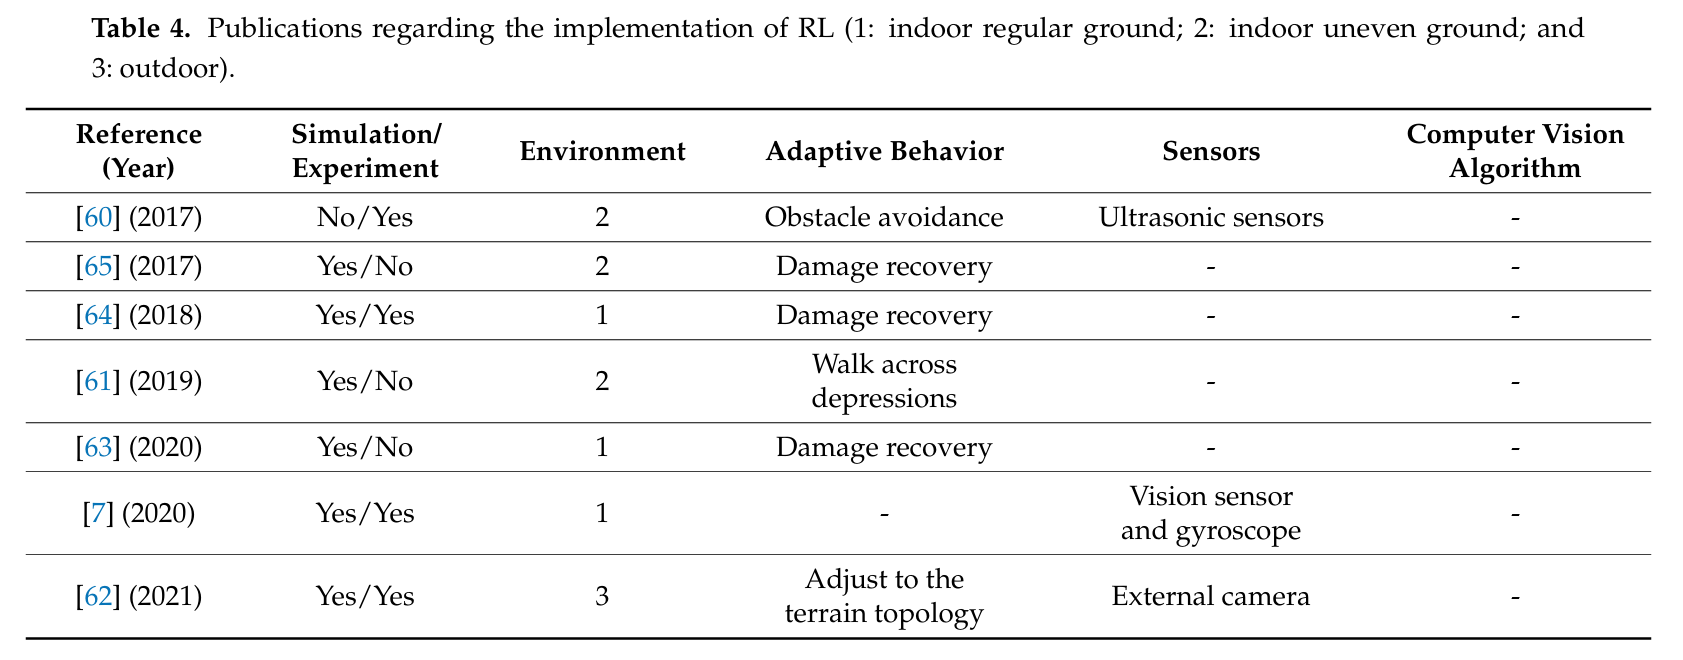 Table 4. Publications regarding the implementation of RL (1: indoor regular ground; 2: indoor uneven ground; and
3: outdoor).
Reference (Year) Simulation/ Experiment Environment Adaptive Behavior Sensors Computer Vision Algorithm
[60] (2017) No/Yes 2 Obstacle avoidance Ultrasonic sensors -
[65] (2017) Yes/No 2 Damage recovery - -
[64] (2018) Yes/Yes 1 Damage recovery - -
[61] (2019) Yes/No 2 Walk across depressions - -
[63] (2020) Yes/No 1 Damage recovery - -
[7] (2020) Yes/Yes 1 - Vision sensor and gyroscope -
[62] (2021) Yes/Yes 3 Adjust to the terrain topology External camera -